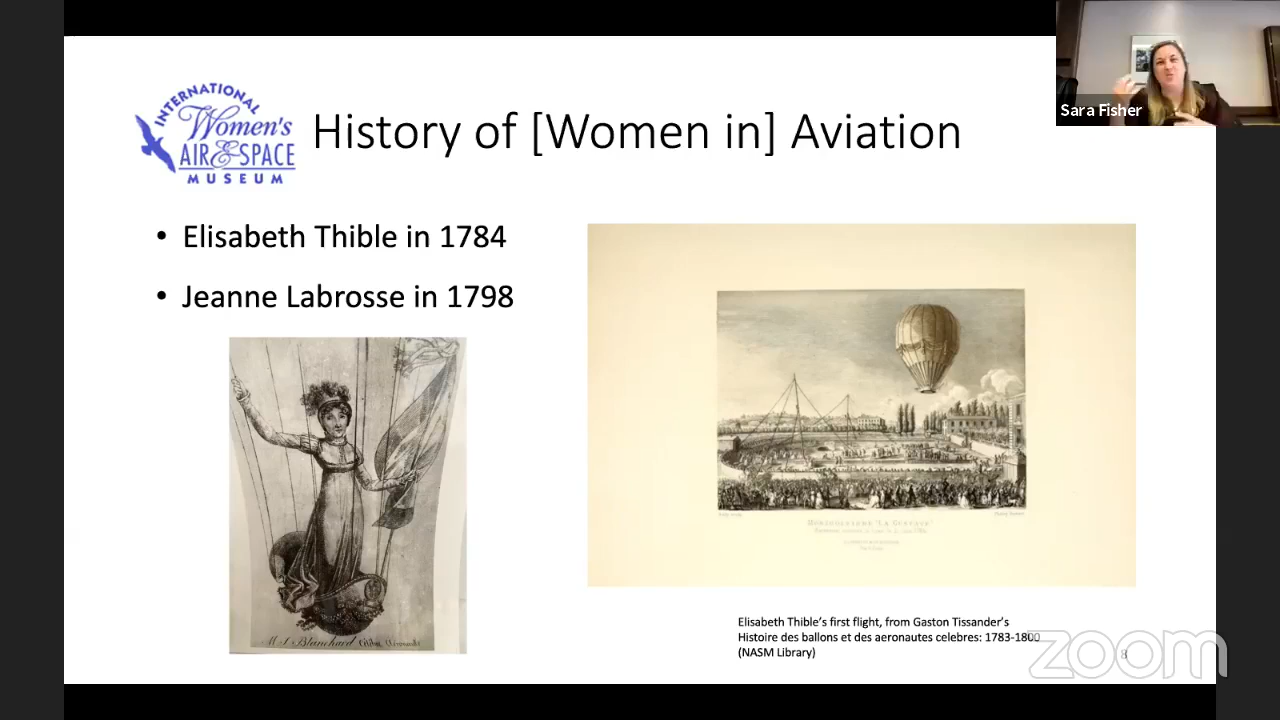 INTERNATIONAL
Women's
AIR & SPACE
MUSEUM
History of [Women in] Aviation
Sara Fisher
• Elisabeth Thible in 1784
• Jeanne Labrosse in 1798
Blanchard
Elisabeth Thible's first flight, from Gaston Tissander's
Histoire des ballons et des aeronautes celebres: 1783-1800
(NASM Library)
8
zoom